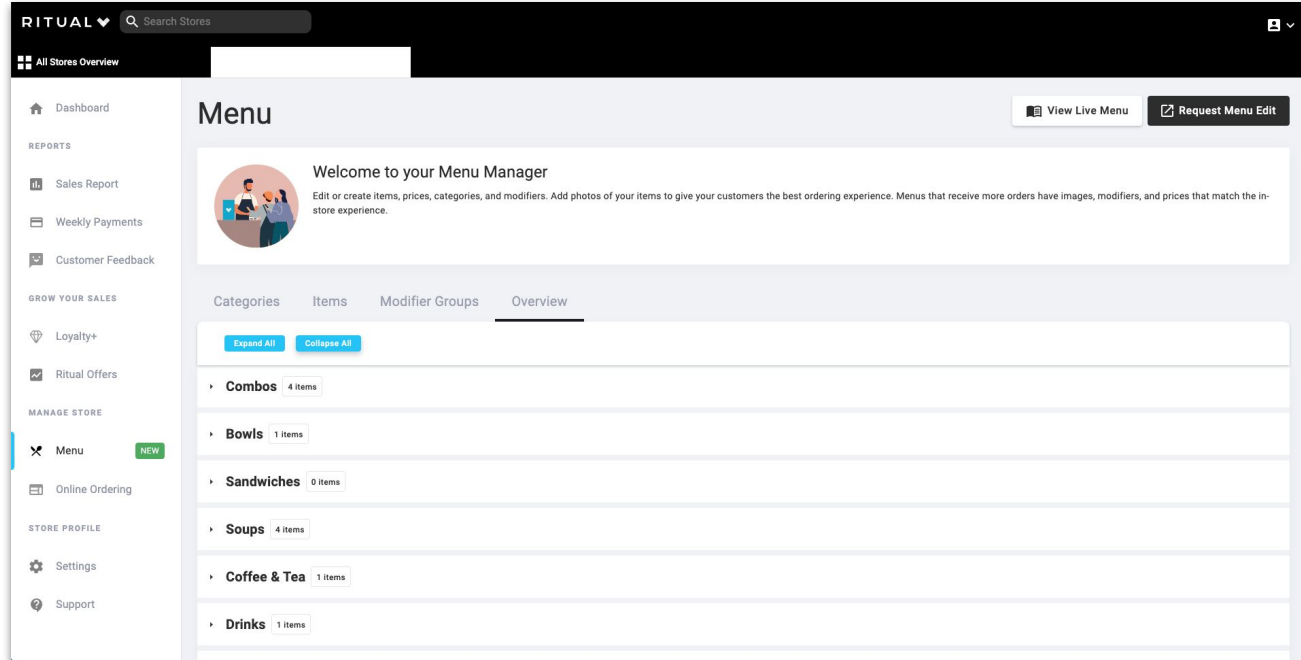 RITUAL
Search Stores
All Stores Overview
Dashboard
REPORTS
Sales Report
Weekly Payments
Customer Feedback
GROW YOUR SALES
Loyalty+
Ritual Offers
MANAGE STORE
Menu NEW
Online Ordering
STORE PROFILE
Settings
Support
Menu
View Live Menu
Request Menu Edit
Welcome to your Menu Manager
Edit or create items, prices, categories, and modifiers. Add photos of your items to give your customers the best ordering experience. Menus that receive more orders have images, modifiers, and prices that match the in-
store experience.
Categories Items Modifier Groups Overview
Expand All Collapse All
Combos 4 items
Bowls 1 items
Sandwiches 0 items
Soups 4 items
Coffee & Tea 1 items
Drinks 1 items